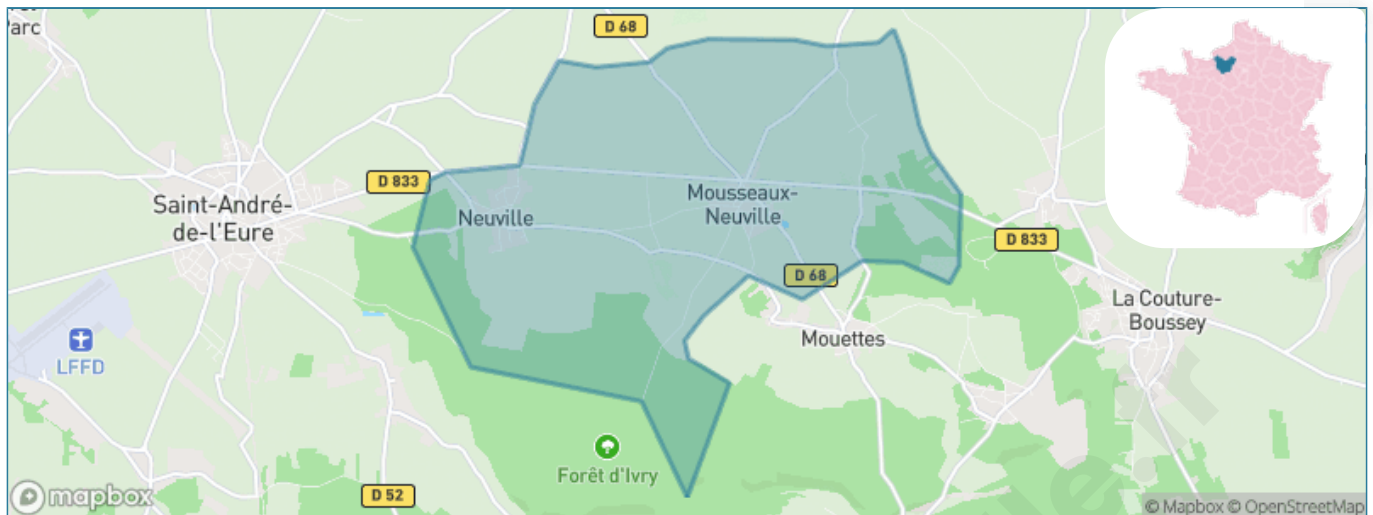 Parc
D 68
D 833
Saint-André-
de-l'Eure
Neuville
Mousseaux-
Neuville
D 833
D 68
La Couture-
Boussey
Mouettes
LFFD
Forêt d'Ivry
D 52
mapbox
© Mapbox © OpenStreetMap